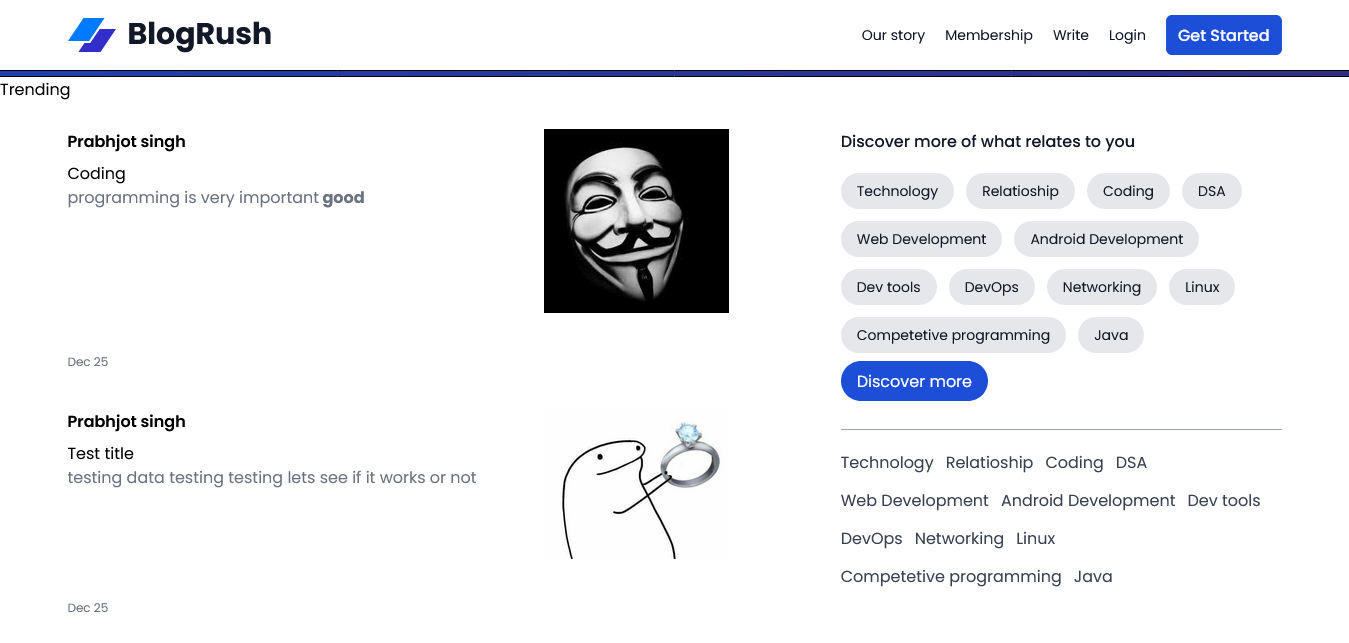 BlogRush
Our story Membership Write Login Get Started
Trending
Prabhjot singh
Coding
programming is very important good
Dec 25
Prabhjot singh
Test title
testing data testing testing lets see if it works or not
Dec 25
Discover more of what relates to you
Technology Relatioship Coding DSA
Web Development Android Development
Dev tools DevOps Networking Linux
Competetive programming Java
Discover more
Technology Relatioship Coding DSA
Web Development Android Development Dev tools
DevOps Networking Linux
Competetive programming Java